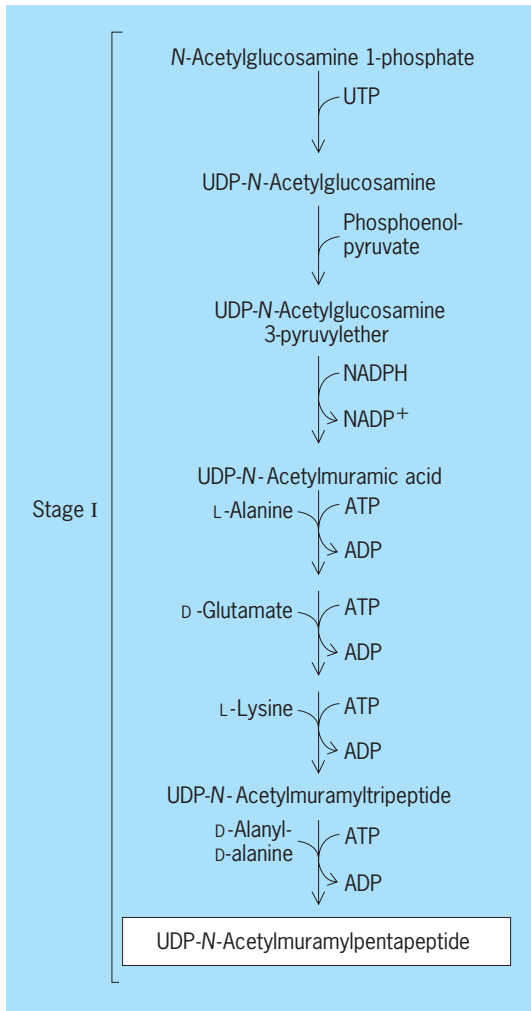 N-Acetylglucosamine 1-phosphate
UTP
UDP-N-Acetylglucosamine
Phosphoenol-
pyruvate
UDP-N-Acetylglucosamine
3-pyruvylether
NADPH
NADP+
UDP-N- Acetylmuramic acid
Stage I
L-Alanine
ATP
ADP
D -Glutamate
ATP
ADP
L-Lysine
ATP
ADP
UDP-N- Acetylmuramyltripeptide
D-Alanyl-
D-alanine
ATP
ADP
UDP-N-Acetylmuramylpentapeptide